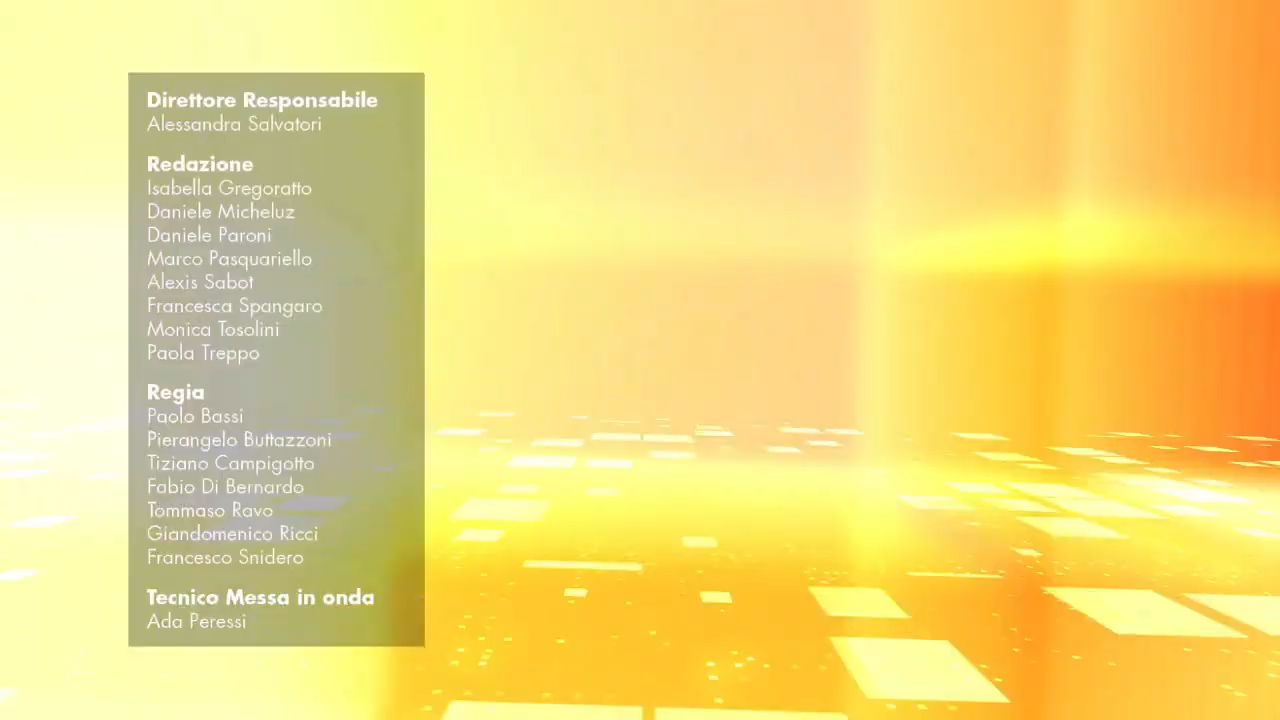 Direttore Responsabile
Alessandra Salvatori
Redazione
Isabella Gregoratto
Daniele Micheluz
Daniele Paroni
Marco Pasquariello
Alexis Sabot
Francesca Spangaro
Monica Tosolini
Paola Treppo
Regia
Paolo Bassi
Pierangelo Buttazzoni
Tiziano Campigotto
Fabio Di Bernardo
Tommaso Ravo
Giandomenico Ricci
Francesco Snidero
Tecnico Messa in onda
Ada Peressi